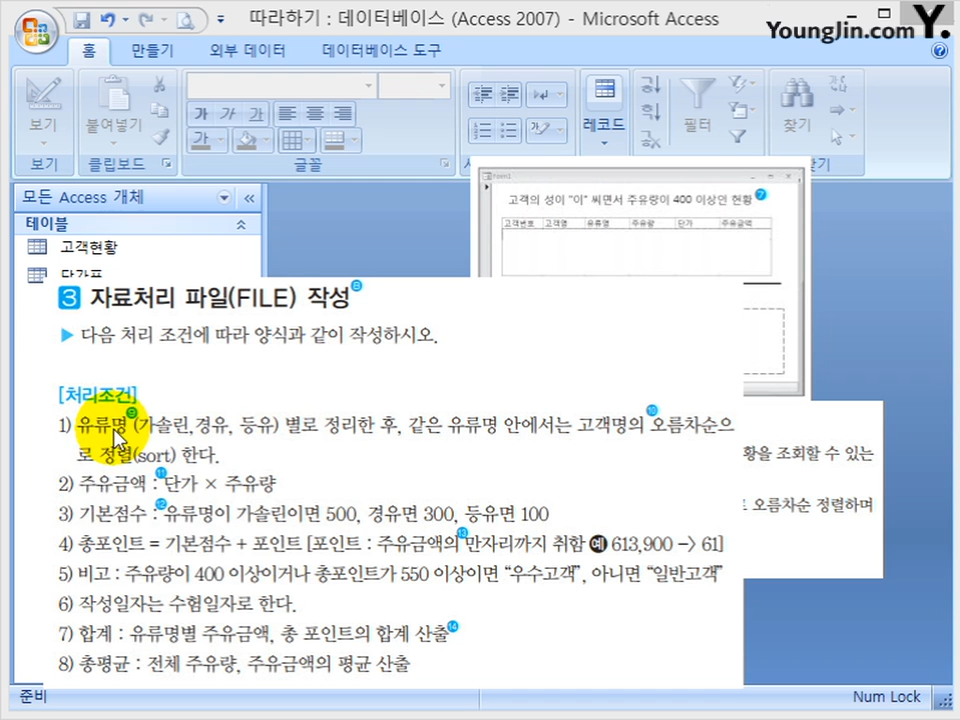 따라하기 : 데이터베이스 (Access 2007) - Microsoft Access
YoungJin.com Y.
홈 만들기 외부 데이터 데이터베이스 도구
보기 붙여넣기 가 가 가 가 레코드 필터 찾기
보기 클립보드 글꼴 찾기
모든 Access 개체
테이블
고객현황
단가표
Form1
고객의 성이 "이" 씨면서 주유량이 400 이상인 현황 7
고객번호 고객명 유류명 주유량 단가 주유금액
3 자료처리 파일(FILE) 작성 8
▶ 다음 처리 조건에 따라 양식과 같이 작성하시오.
[처리조건]
1) 유류명 9 (가솔린,경유, 등유) 별로 정리한 후, 같은 유류명 안에서는 고객명의 10 오름차순으
로 정렬(sort) 한다.
2) 주유금액 : 11 단가 × 주유량
3) 기본점수 : 12 유류명이 가솔린이면 500, 경유면 300, 등유면 100
4) 총포인트 = 기본점수 + 포인트 [포인트 : 주유금액의 13 만자리까지 취함 예 613,900 -> 61]
5) 비고 : 주유량이 400 이상이거나 총포인트가 550 이상이면 “우수고객”, 아니면 “일반고객”
6) 작성일자는 수험일자로 한다.
7) 합계 : 유류명별 주유금액, 총 포인트의 합계 산출 14
8) 총평균 : 전체 주유량, 주유금액의 평균 산출
황을 조회할 수 있는
오름차순 정렬하며
준비 Num Lock